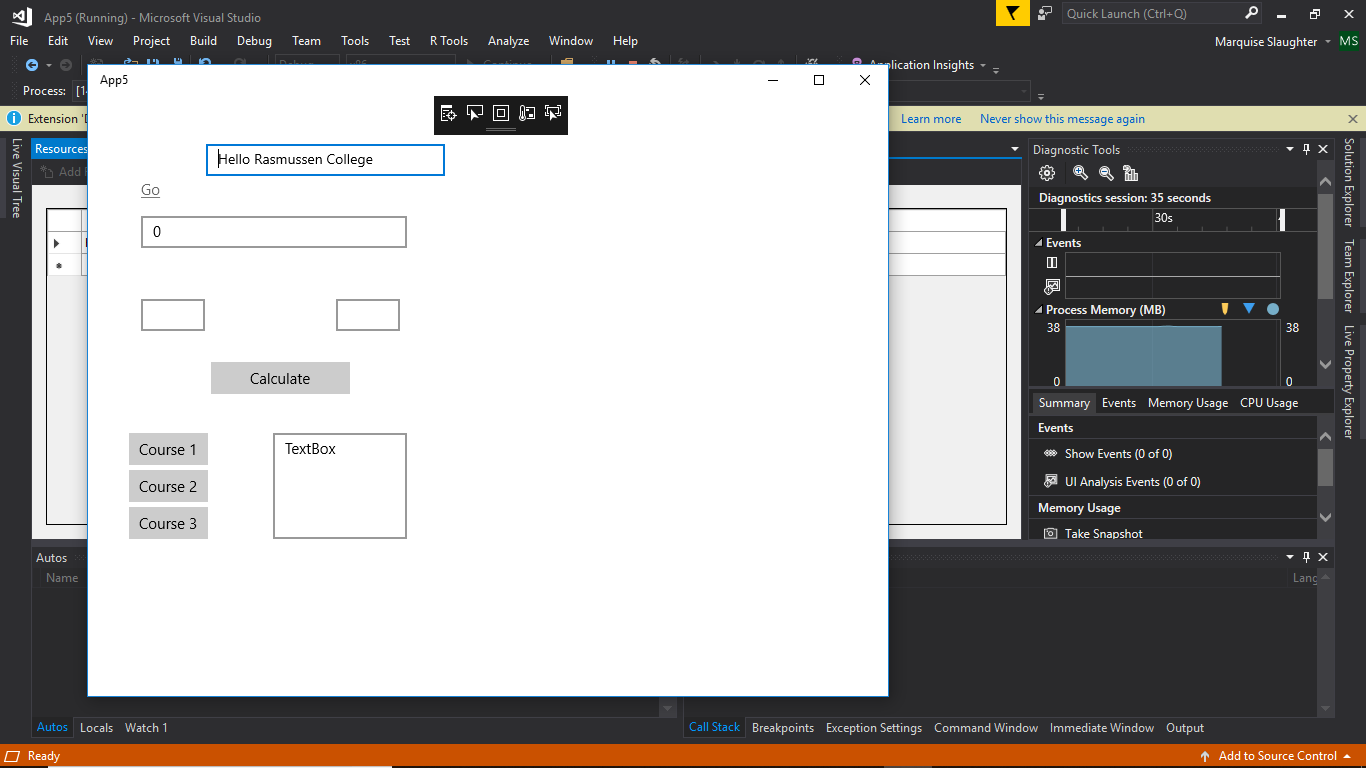 App5 (Running) - Microsoft Visual Studio
Quick Launch (Ctrl+Q)
File Edit View Project Build Debug Team Tools Test R Tools Analyze Window Help
Marquise Slaughter MS
Application Insights
Process:
Extension
Learn more Never show this message again
App5
Hello Rasmussen College
Go
0
Calculate
Course 1
Course 2
Course 3
TextBox
Live Visual Tree
Resources
Add
Diagnostic Tools
Diagnostics session: 35 seconds
30s
Events
Process Memory (MB)
38 38
0 0
Summary Events Memory Usage CPU Usage
Events
Show Events (0 of 0)
UI Analysis Events (0 of 0)
Memory Usage
Take Snapshot
Solution Explorer
Team Explorer
Live Property Explorer
Autos
Name
Lang
Autos Locals Watch 1
Call Stack Breakpoints Exception Settings Command Window Immediate Window Output
Ready
Add to Source Control